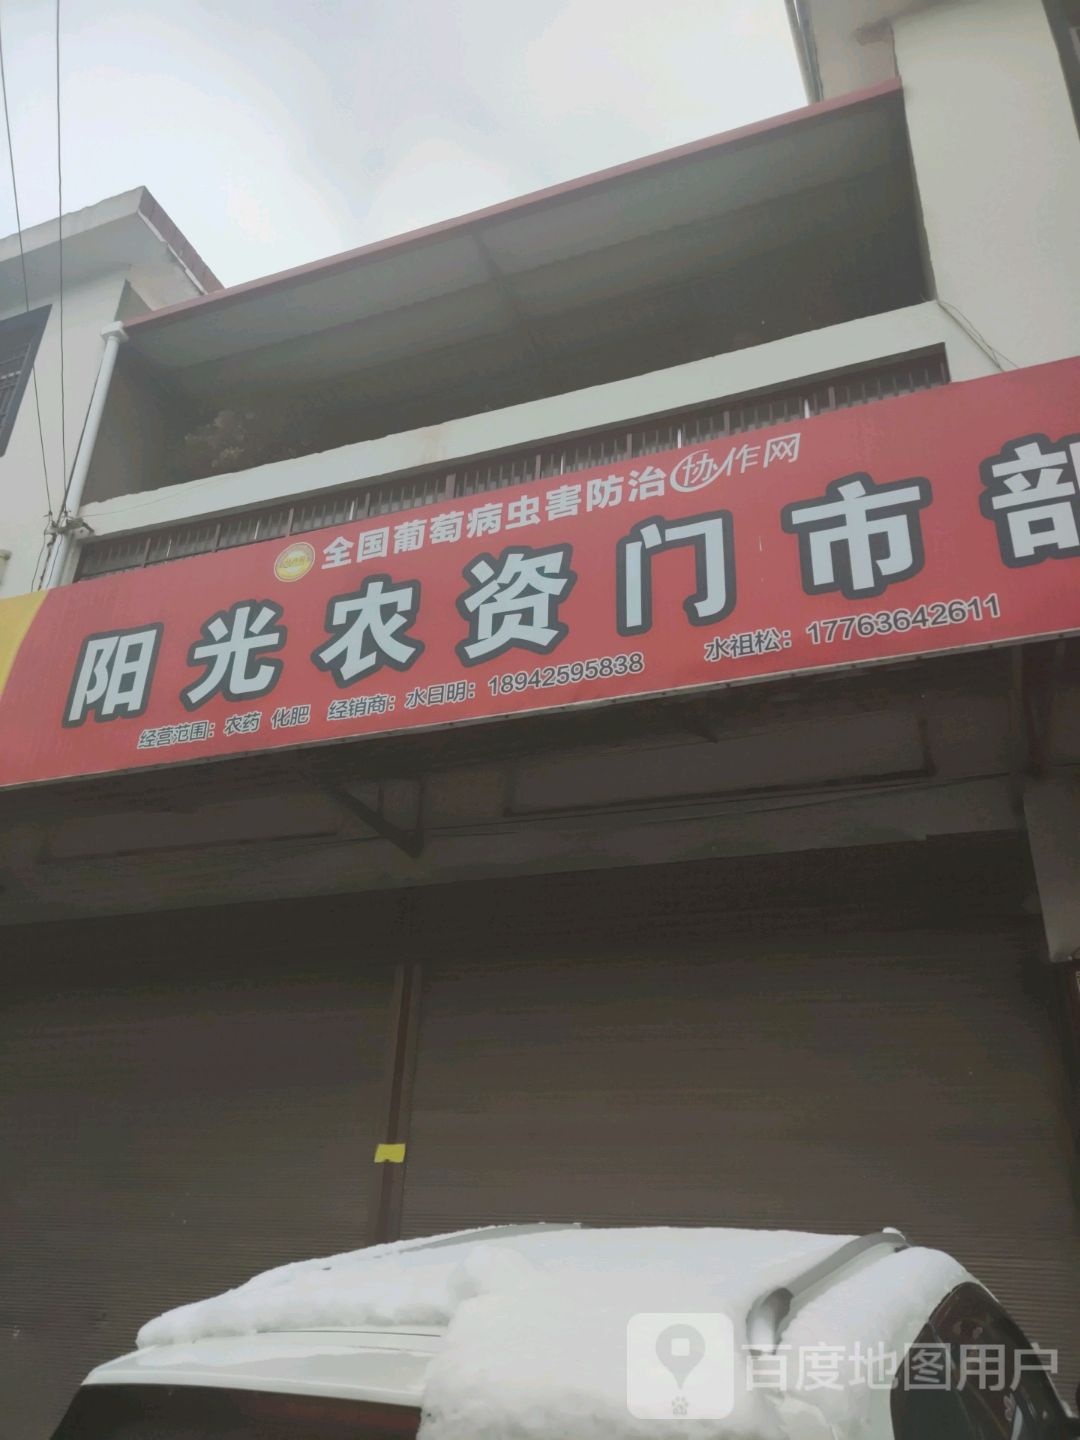 全国葡萄病虫害防治协作网
阳光农资门市部
经营范围：农药 化肥 经销商：水日明：18942595838 水祖松：17763642611
百度地图用户